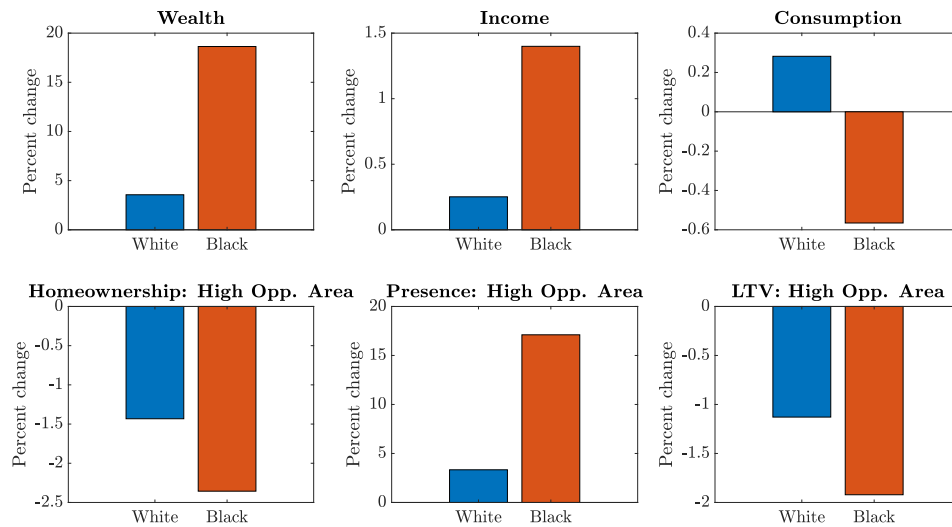 Wealth
Percent change
20
15
10
5
0
White Black
Income
Percent change
1.5
1
0.5
0
White Black
Consumption
Percent change
0.4
0.2
0
-0.2
-0.4
-0.6
White Black
Homeownership: High Opp. Area
Percent change
0
-0.5
-1
-1.5
-2
-2.5
White Black
Presence: High Opp. Area
Percent change
20
15
10
5
0
White Black
LTV: High Opp. Area
Percent change
0
-0.5
-1
-1.5
-2
White Black